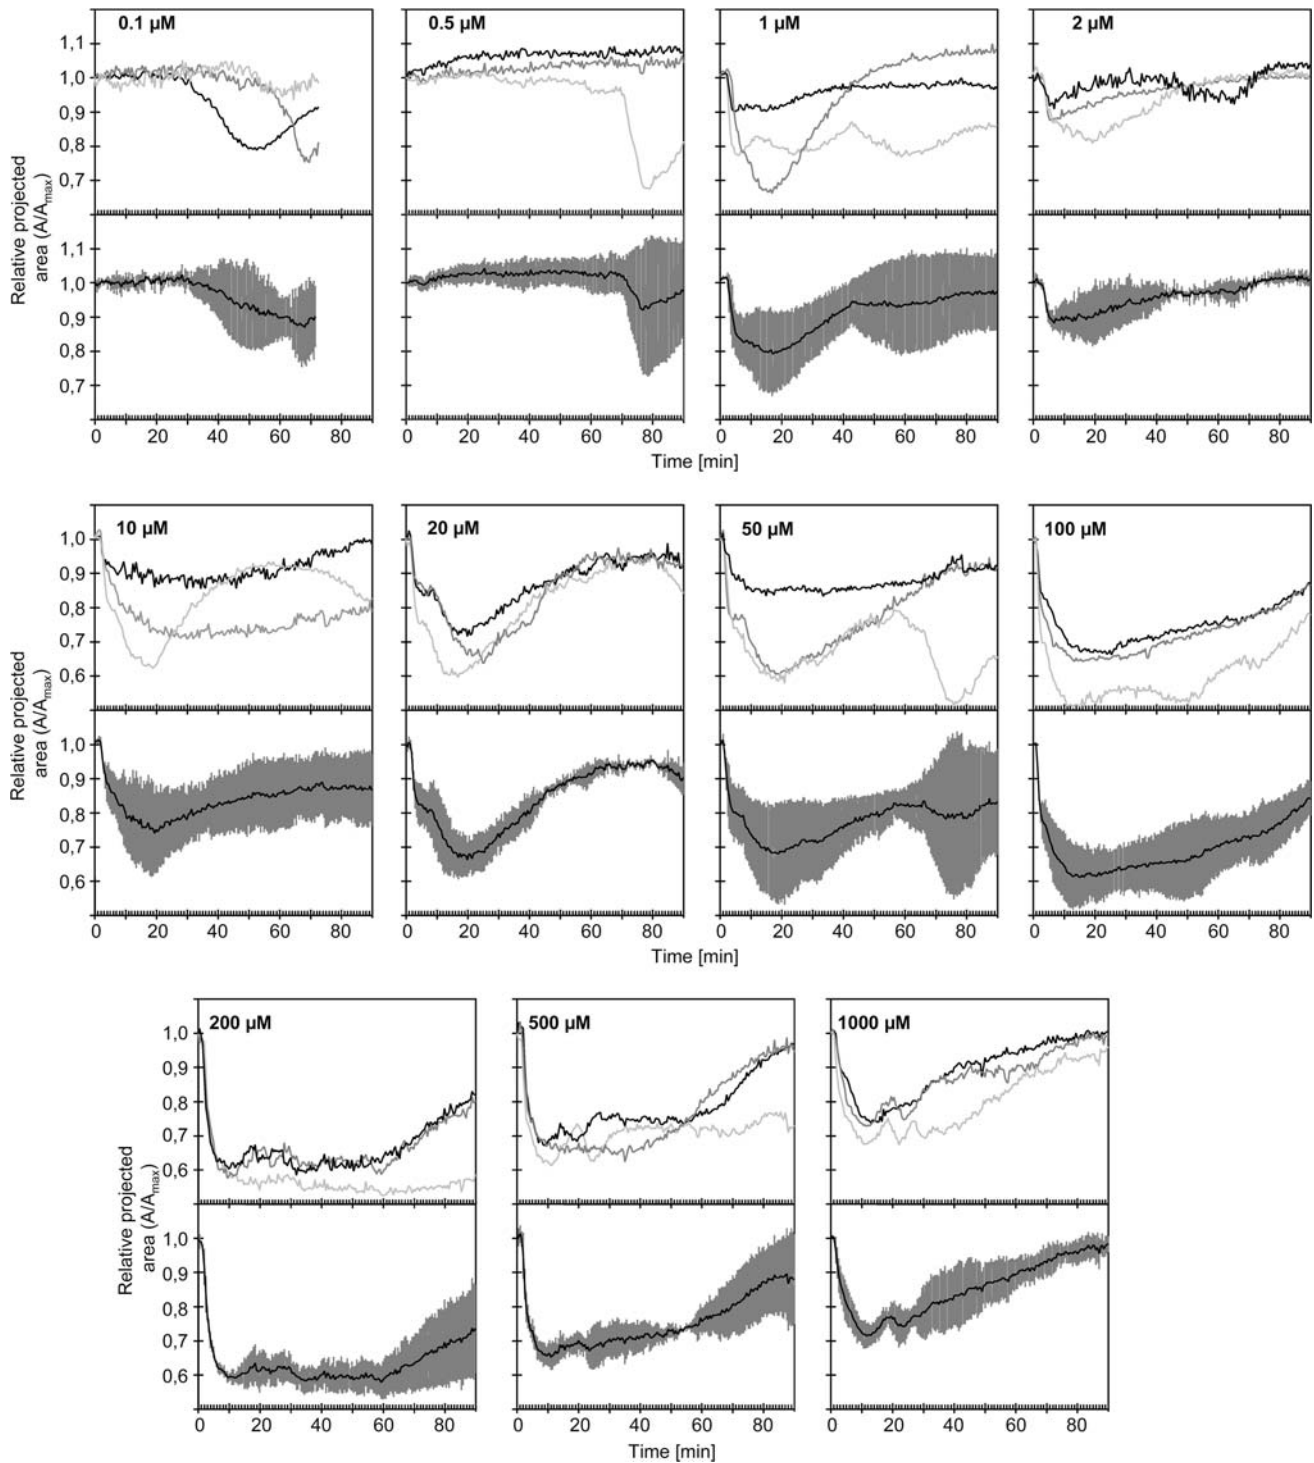 0.1 µM
0.5 µM
1 µM
2 µM
1,1
1,0
0,9
0,8
0,7
Relative projected
area (A/Amax)
1,1
1,0
0,9
0,8
0,7
0 20 40 60 80
0 20 40 60 80
0 20 40 60 80
0 20 40 60 80
Time [min]
10 µM
20 µM
50 µM
100 µM
1,0
0,9
0,8
0,7
0,6
Relative projected
area (A/Amax)
1,0
0,9
0,8
0,7
0,6
0 20 40 60 80
0 20 40 60 80
0 20 40 60 80
0 20 40 60 80
Time [min]
200 µM
500 µM
1000 µM
1,0
0,9
0,8
0,7
0,6
Relative projected
area (A/Amax)
1,0
0,9
0,8
0,7
0,6
0 20 40 60 80
0 20 40 60 80
0 20 40 60 80
Time [min]